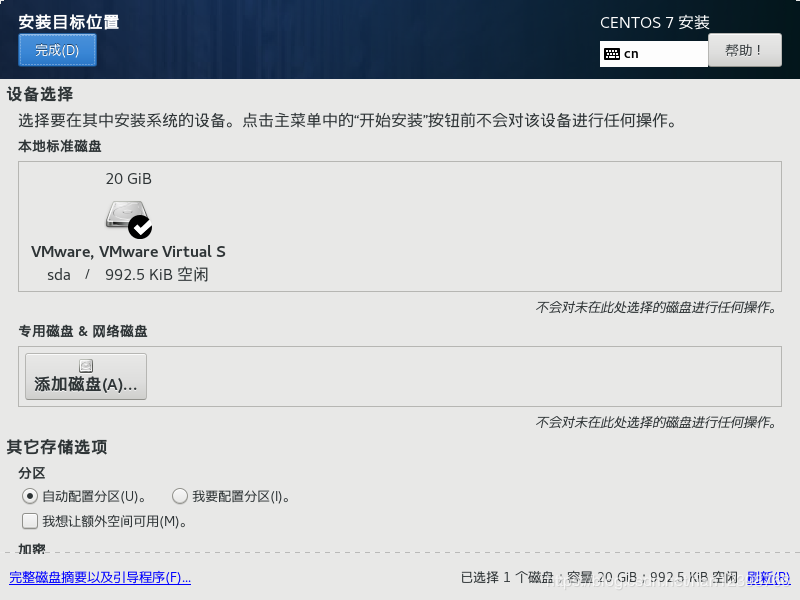 安装目标位置
CENTOS 7 安装
完成(D)
cn
帮助！
设备选择
选择要在其中安装系统的设备。点击主菜单中的“开始安装”按钮前不会对该设备进行任何操作。
本地标准磁盘
20 GiB
VMware, VMware Virtual S
sda / 992.5 KiB 空闲
不会对未在此处选择的磁盘进行任何操作。
专用磁盘 & 网络磁盘
添加磁盘(A)...
不会对未在此处选择的磁盘进行任何操作。
其它存储选项
分区
自动配置分区(U)。 我要配置分区(I)。
我想让额外空间可用(M)。
加密
完整磁盘摘要以及引导程序(F)...
已选择 1 个磁盘；容量 20 GiB；992.5 KiB 空闲 刷新(R)